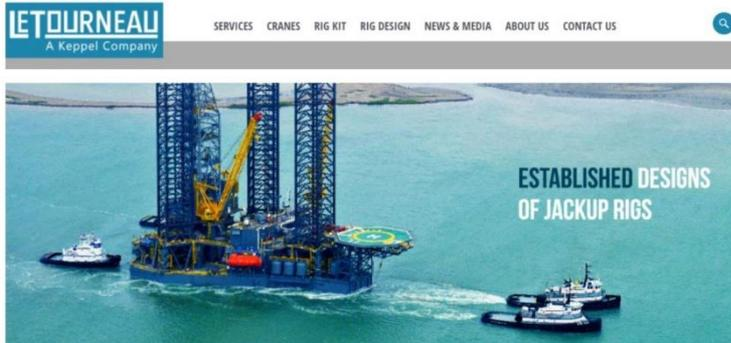 LETOURNEAU
A Keppel Company
SERVICES CRANES RIG KIT RIG DESIGN NEWS & MEDIA ABOUT US CONTACT US
ESTABLISHED DESIGNS
OF JACKUP RIGS
H